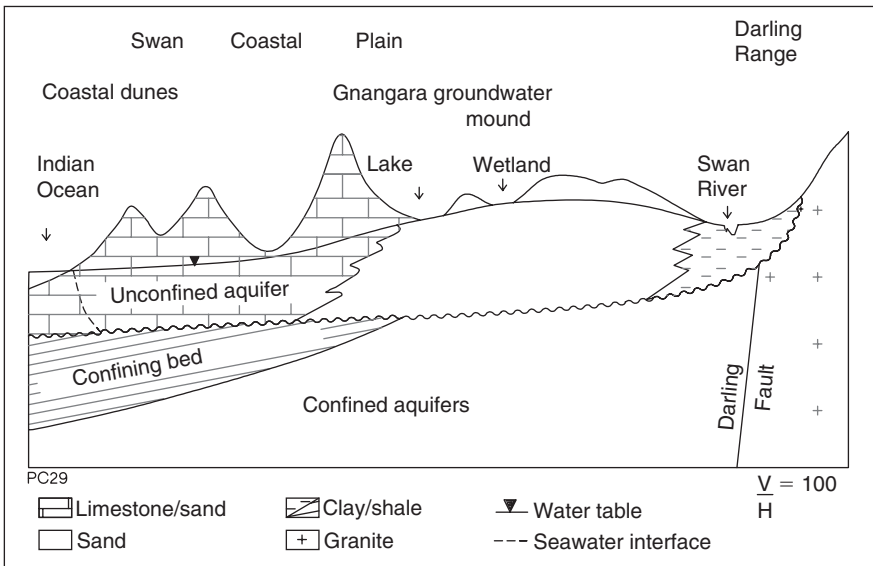 Swan Coastal Plain
Darling
Range
Coastal dunes
Gnangara groundwater
mound
Indian
Ocean
Lake
Wetland
Swan
River
Unconfined aquifer
Confining bed
Confined aquifers
Darling
Fault
PC29
Limestone/sand
Clay/shale
Water table
V = 100
H
Sand
Granite
Seawater interface